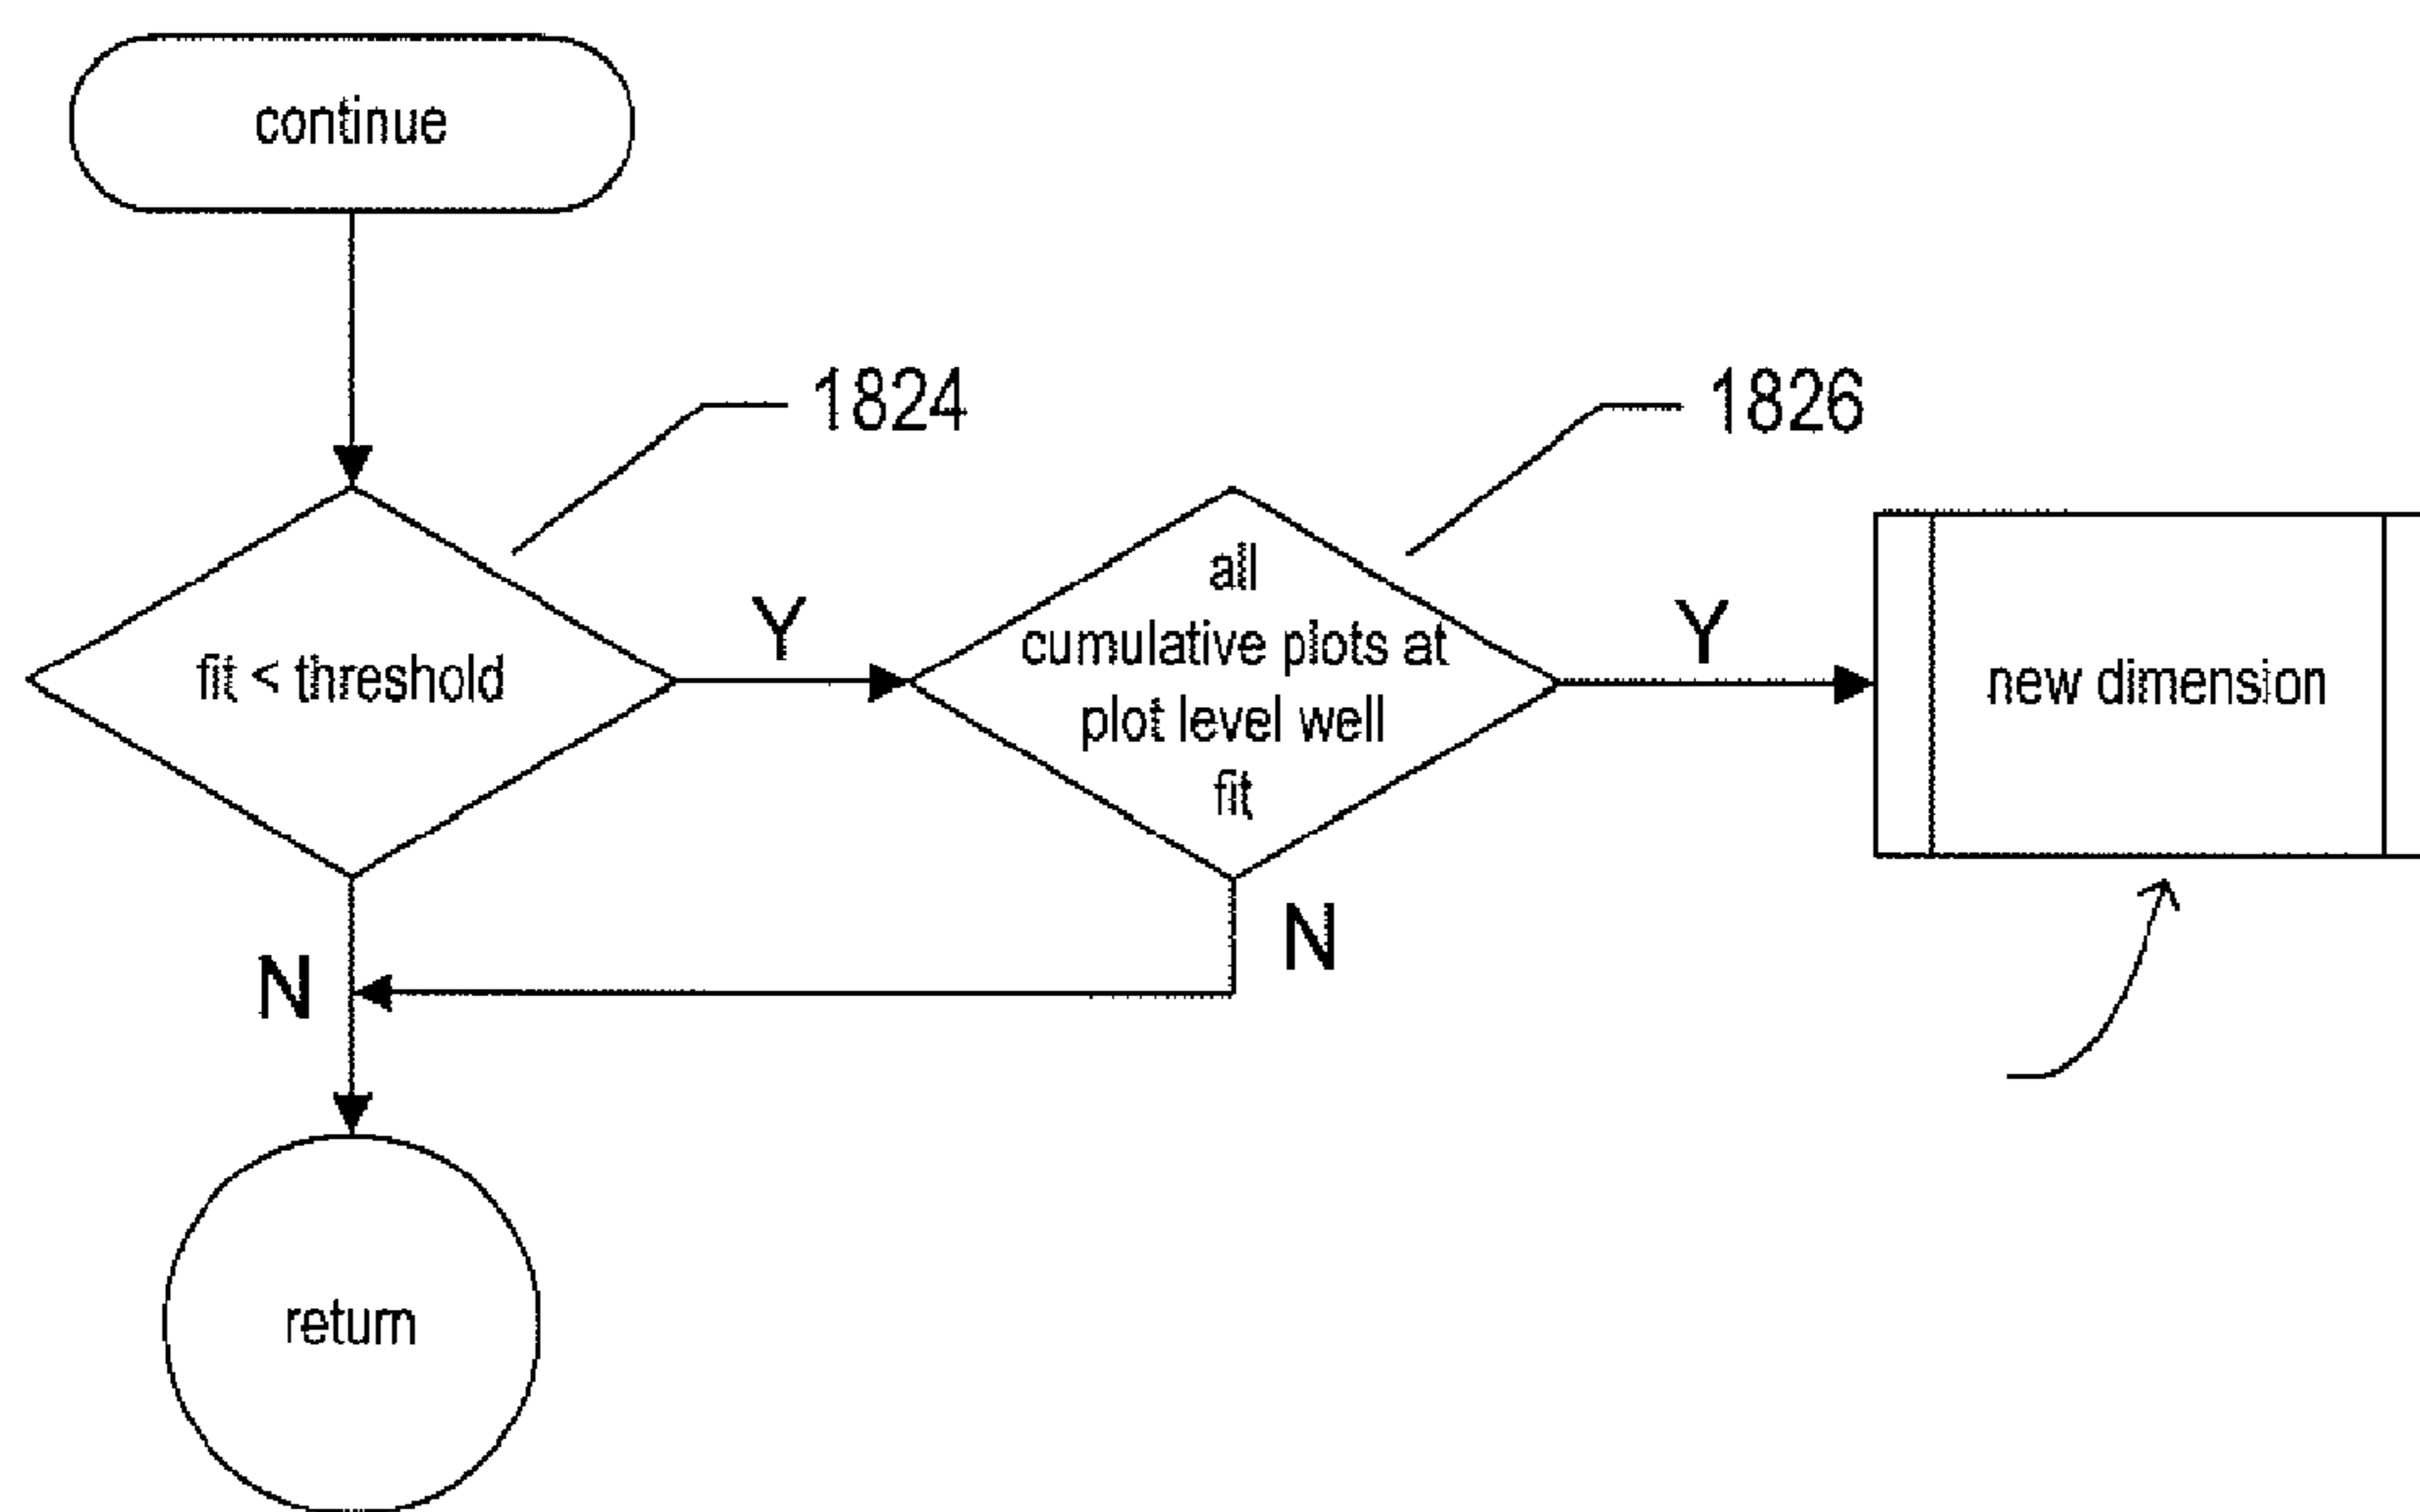 continue
1824
1826
fit < threshold
Y
all
cumulative plots at
plot level well
fit
Y
new dimension
N
N
return